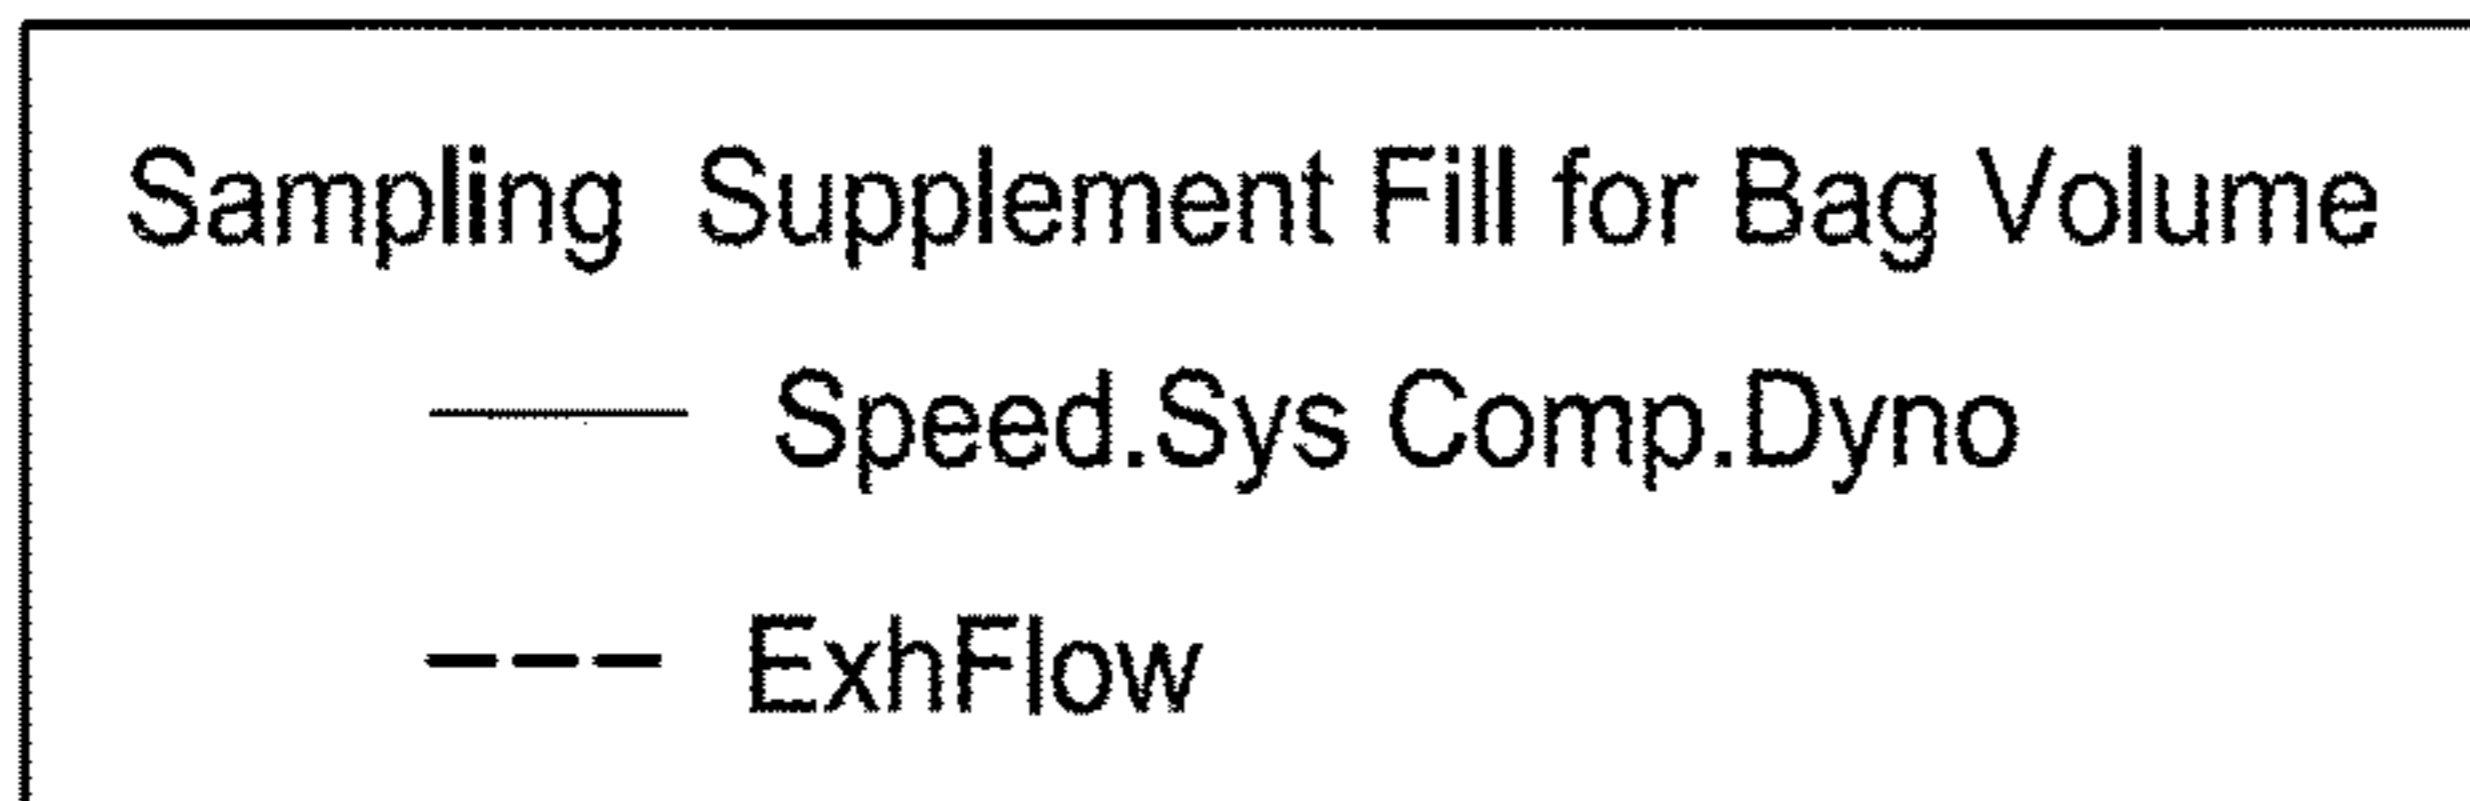 Sampling Supplement Fill for Bag Volume
Speed.Sys Comp.Dyno
ExhFlow